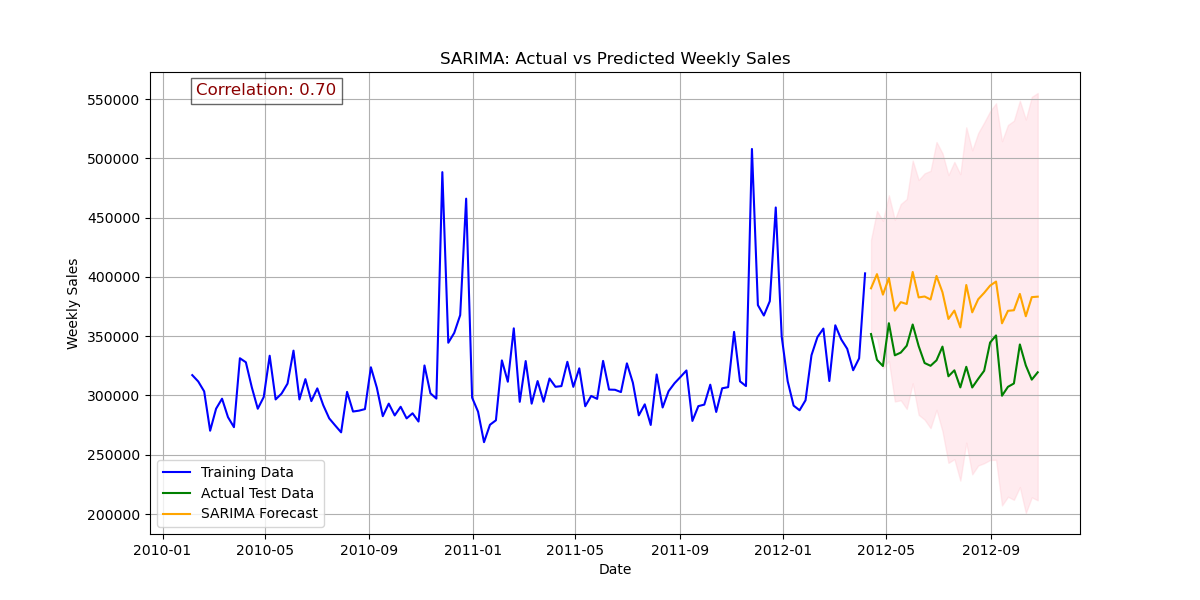 SARIMA: Actual vs Predicted Weekly Sales
Correlation: 0.70
Weekly Sales
550000
500000
450000
400000
350000
300000
250000
200000
Training Data
Actual Test Data
SARIMA Forecast
2010-01 2010-05 2010-09 2011-01 2011-05 2011-09 2012-01 2012-05 2012-09
Date